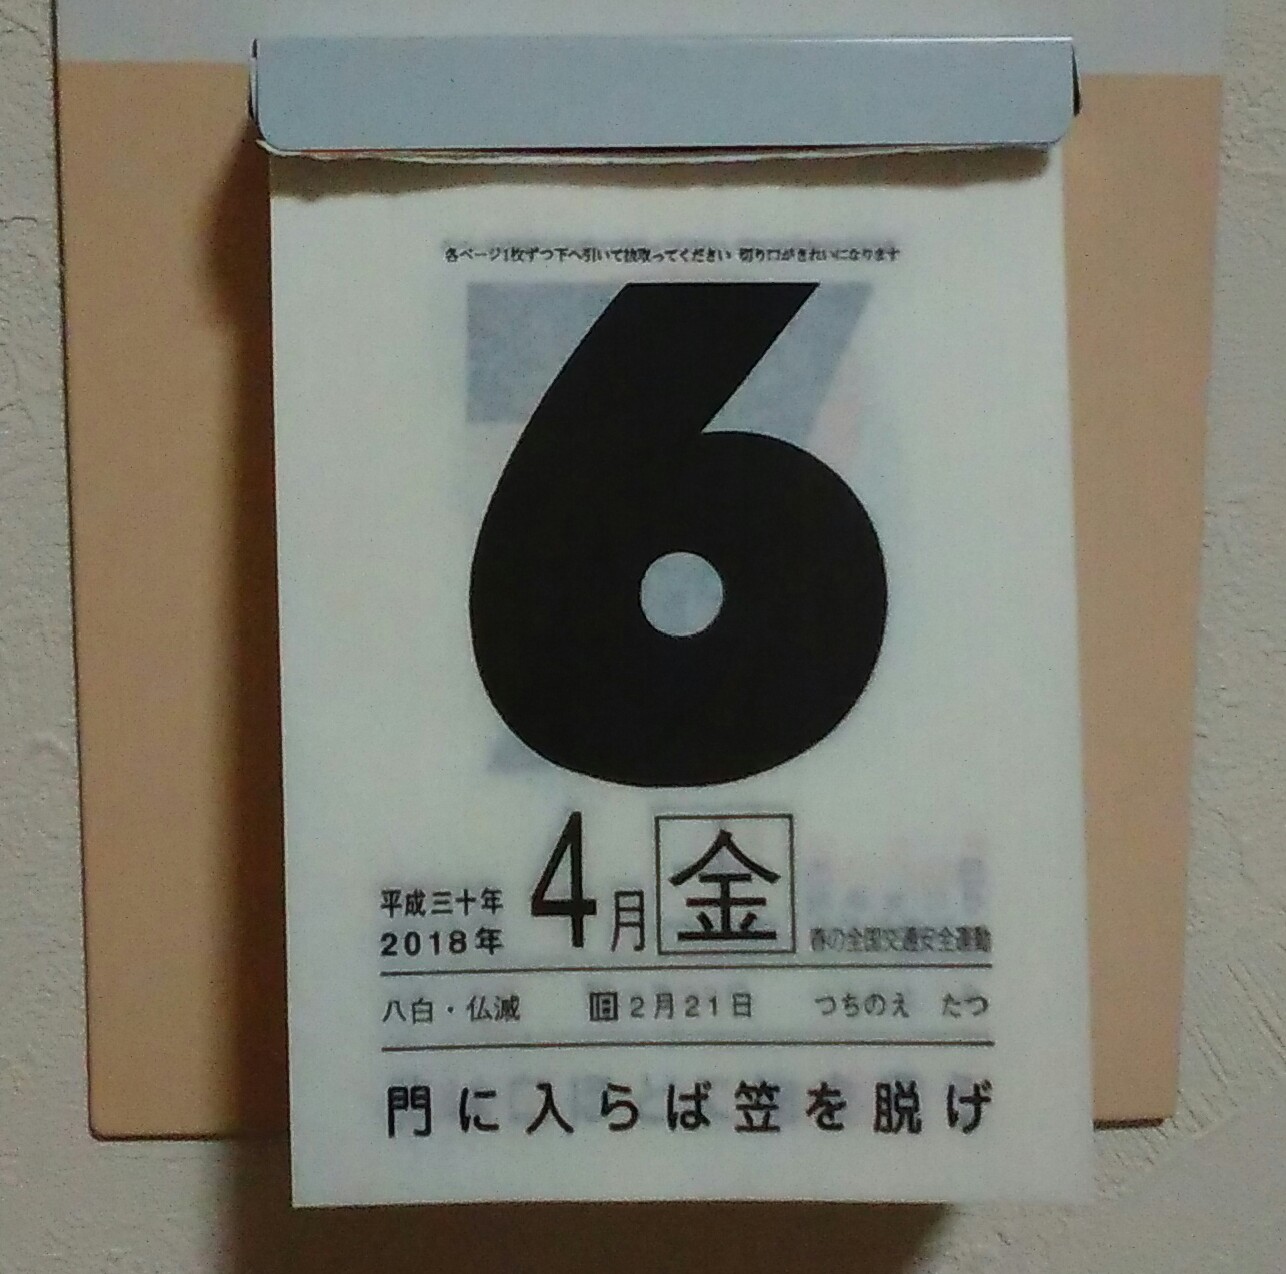 各ページ1枚ずつ下へ引いて抜取ってください 切り口がきれいになります
6
平成三十年
2018年
4月
金
春の全国交通安全運動
八白・仏滅 旧2月21日 つちのえ たつ
門に入らば笠を脱げ